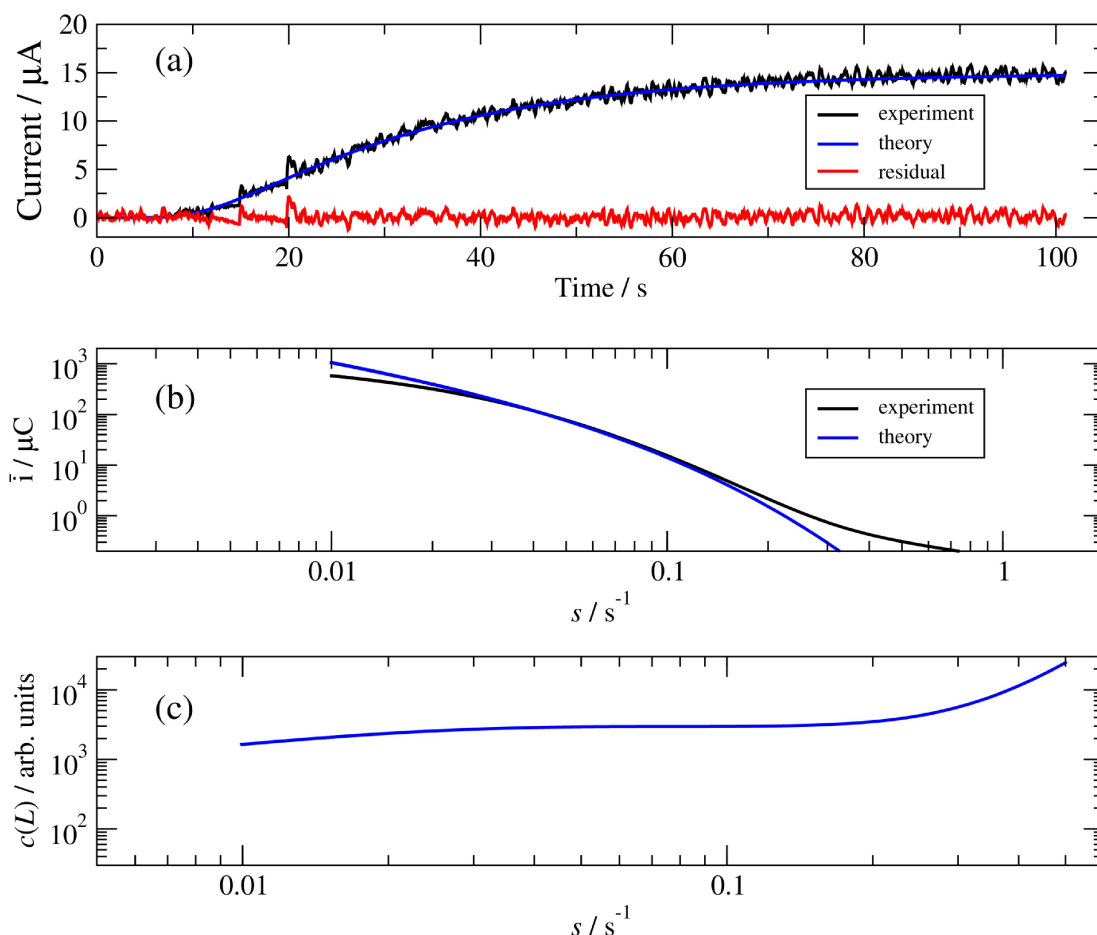 (a)
Current / μA
20
15
10
5
0
experiment
theory
residual
0 20 40 60 80 100
Time / s
(b)
i̅ / μC
10³
10²
10¹
10⁰
experiment
theory
0.01 0.1 1
s / s⁻¹
(c)
c(L) / arb. units
10⁴
10³
10²
0.01 0.1
s / s⁻¹